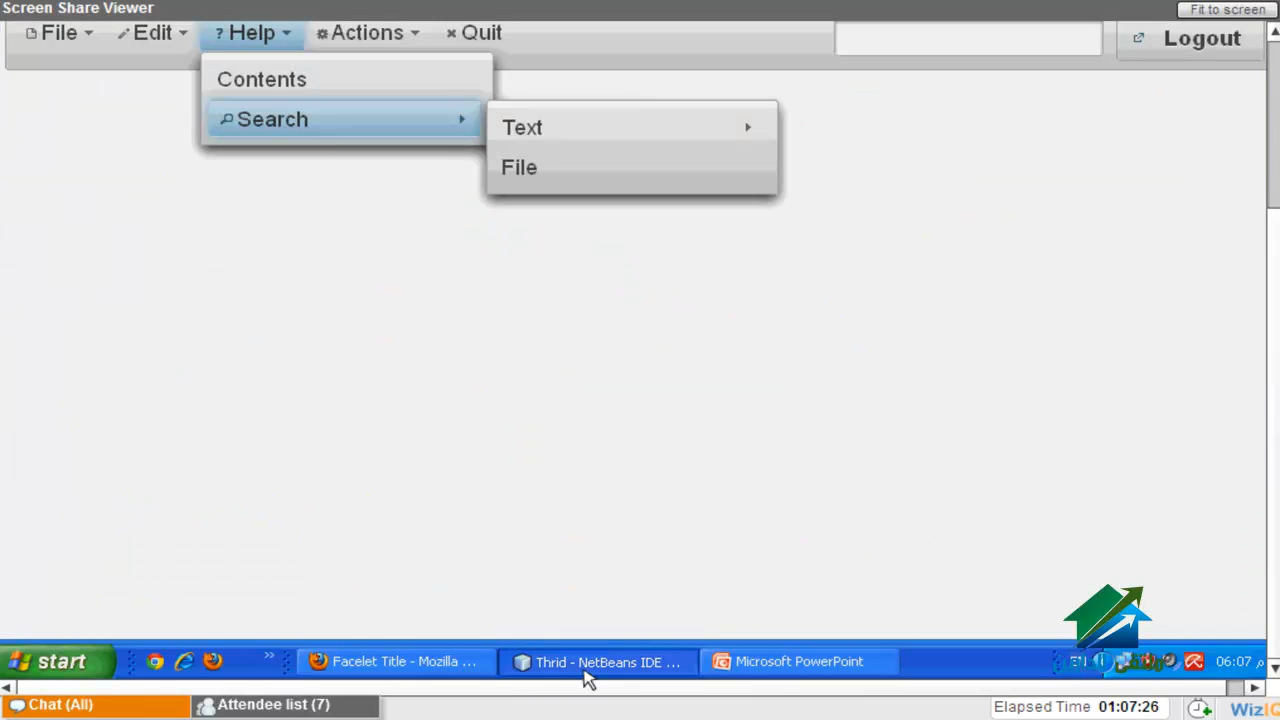 Screen Share Viewer
Fit to screen
File Edit ? Help Actions Quit
Logout
Contents
Search
Text
File
start
Facelet Title - Mozilla ...
Thrid - NetBeans IDE ...
Microsoft PowerPoint
EN
06:07 م
Chat (All)
Attendee list (7)
Elapsed Time 01:07:26
WizIQ